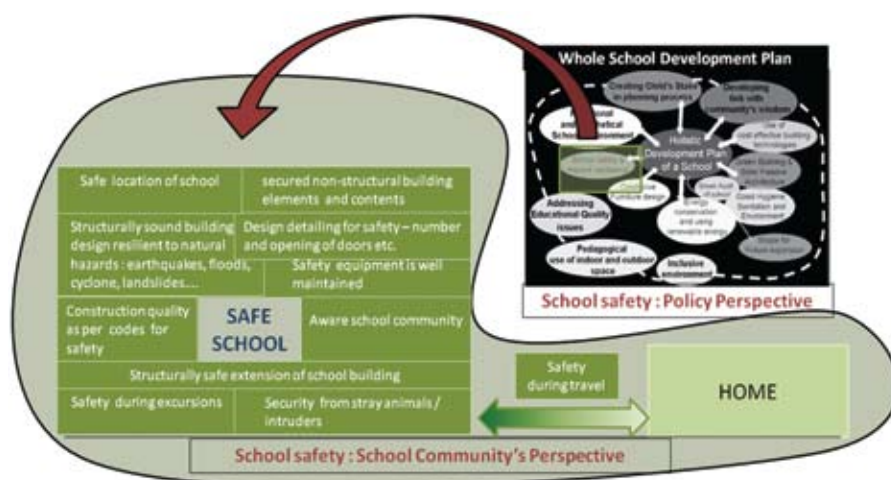 Whole School Development Plan
Creating Child's Stake
in planning process
Developing
link with
community's wisdom
Use of
cost effective building
technologies
Holistic
Development Plan
of a School
Green Building &
Solar Passive
Good Hygiene
Sanitation and
Environment
Furniture design
Energy
conservation
and using
renewable energy
Addressing
Educational Quality
issues
Pedagogical
use of indoor and outdoor
space
Inclusive
environment
School safety : Policy Perspective
Safe location of school
secured non-structural building
elements and contents
Structurally sound building
design resilient to natural
hazards : earthquakes, floods,
cyclone, landslides....
Design detailing for safety – number
and opening of doors etc.
Safety equipment is well
maintained
Construction quality
as per codes for
safety
SAFE
SCHOOL
Aware school community
Structurally safe extension of school building
Safety during excursions
Security from stray animals /
intruders
Safety
during travel
HOME
School safety : School Community's Perspective